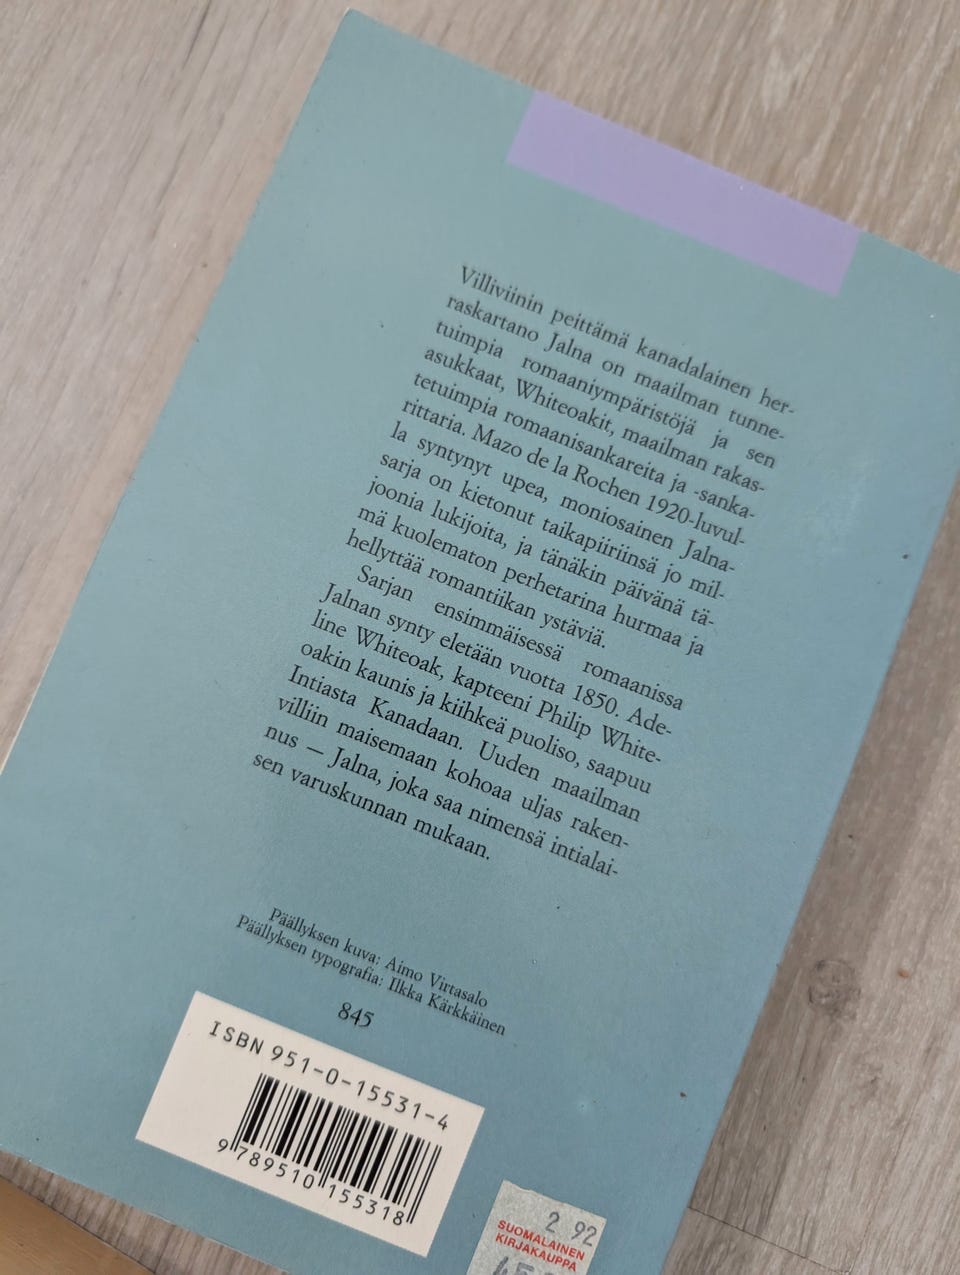 Villiviinin peittämä kanadalainen her-
raskartano Jalna on maailman tunne-
tuimpia romaaniympäristöjä ja sen
asukkaat, Whiteoakit, maailman rakas-
tetuimpia romaanisankareita ja -sanka-
rittaria. Mazo de la Rochen 1920-luvul-
la syntynyt upea, moniosainen Jalna-
sarja on kietonut taikapiiriinsä jo mil-
joonia lukijoita, ja tänäkin päivänä tä-
mä kuolematon perhetarina hurmaa ja
hellyttää romantiikan ystäviä.
Sarjan ensimmäisessä romaanissa
Jalnan synty eletään vuotta 1850. Ade-
line Whiteoak, kapteeni Philip White-
oakin kaunis ja kiihkeä puoliso, saapuu
Intiasta Kanadaan. Uuden maailman
villiin maisemaan kohoaa uljas raken-
nus – Jalna, joka saa nimensä intialai-
sen varuskunnan mukaan.
Päällyksen kuva: Aimo Virtasalo
Päällyksen typografia: Ilkka Kärkkäinen
845
ISBN 951-0-15531-4
9 789510 155318
2 92
SUOMALAINEN
KIRJAKAUPPA